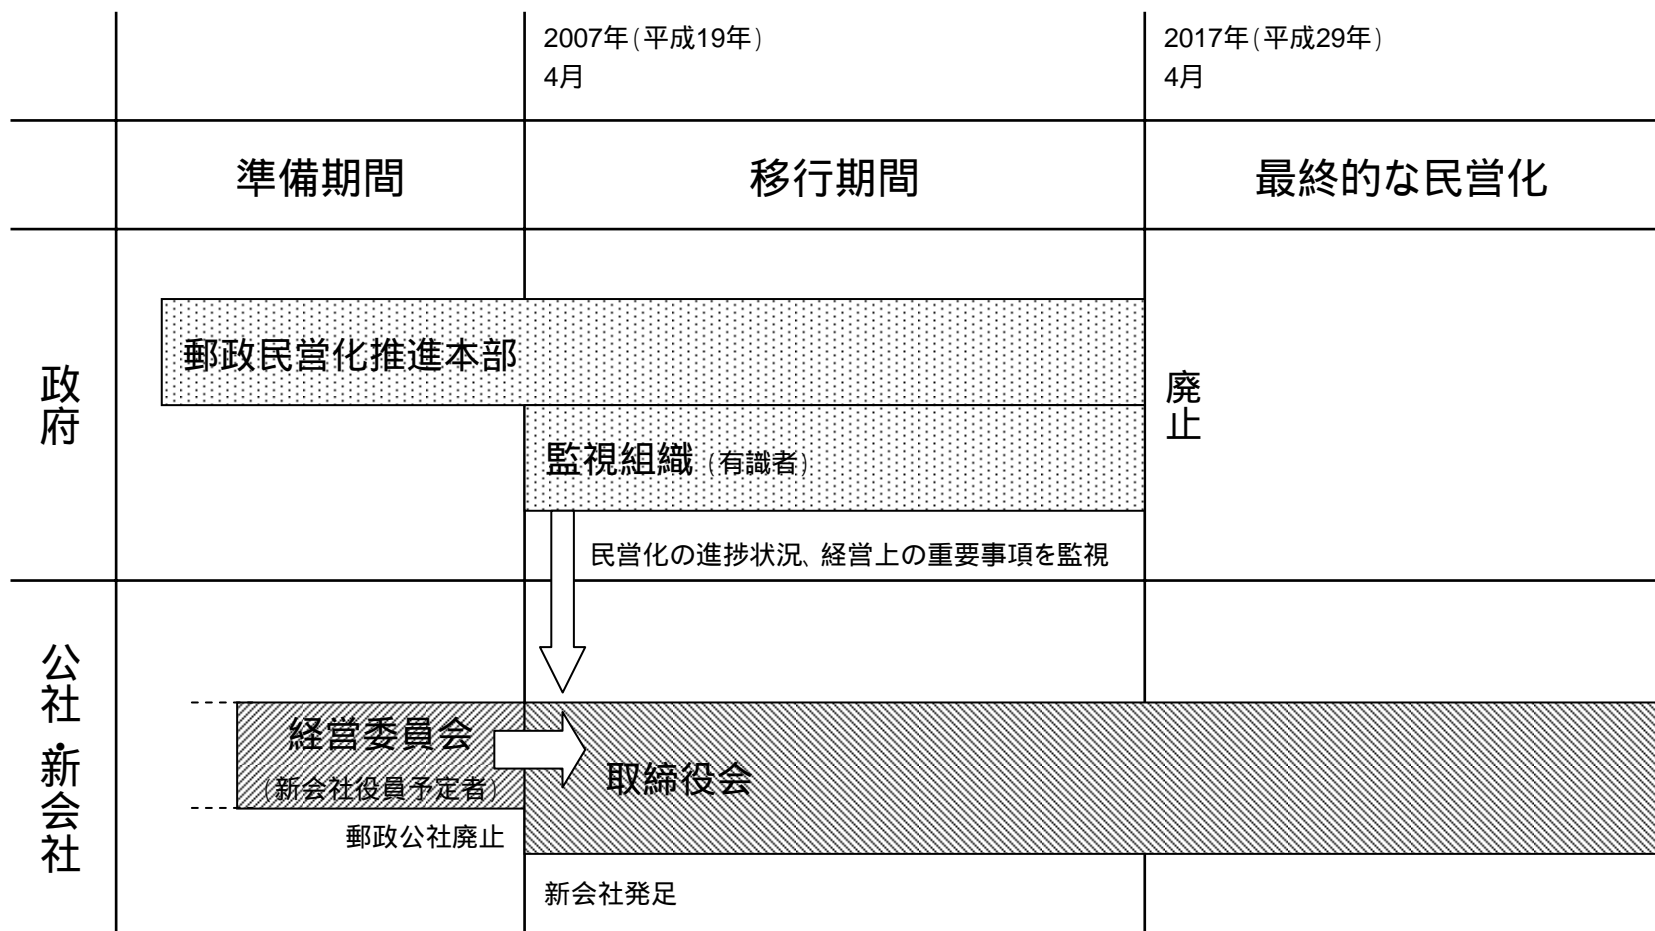 2007年(平成19年)
4月
2017年(平成29年)
4月
準備期間
移行期間
最終的な民営化
政府
郵政民営化推進本部
廃止
監視組織(有識者)
民営化の進捗状況、経営上の重要事項を監視
公社・新会社
経営委員会
(新会社役員予定者)
取締役会
郵政公社廃止
新会社発足